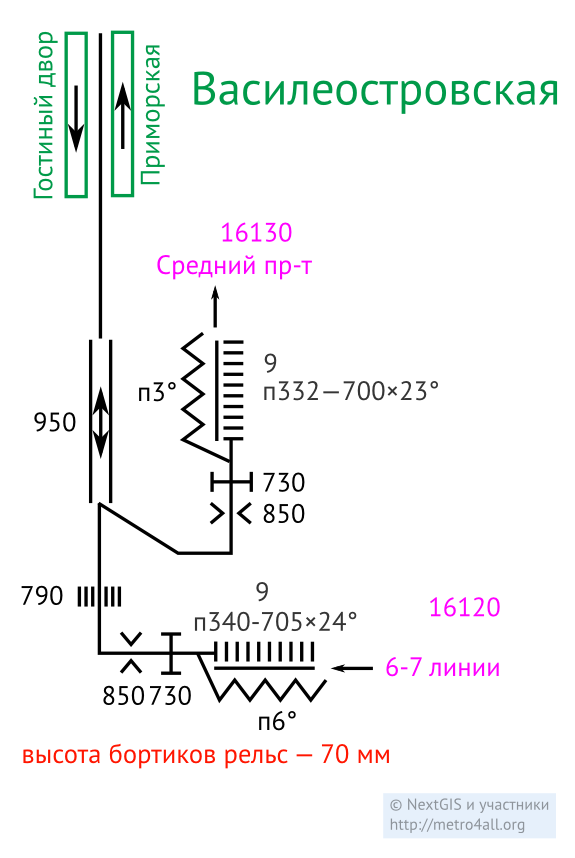 Гостиный двор
Приморская
Василеостровская
16130
Средний пр-т
9
п332—700×23°
п3°
950
730
850
790
9
п340-705×24°
16120
6-7 линии
850 730
п6°
высота бортиков рельс — 70 мм
© NextGIS и участники
http://metro4all.org